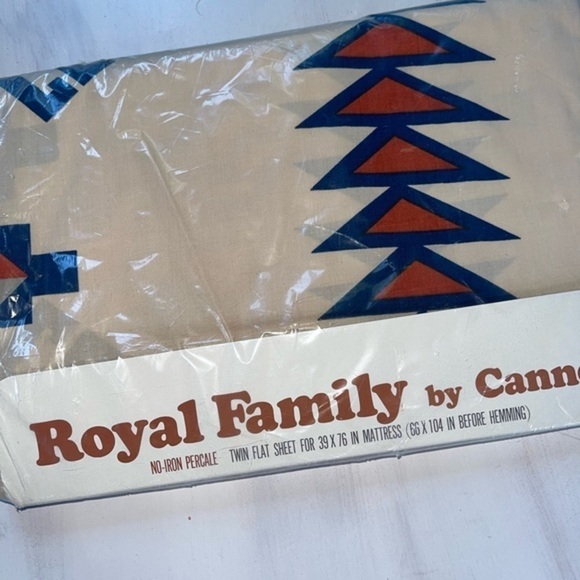 Royal Family by Canno
NO-IRON PERCALE TWIN FLAT SHEET FOR 39 X 76 IN MATTRESS (66 X 104 IN BEFORE HEMMING)